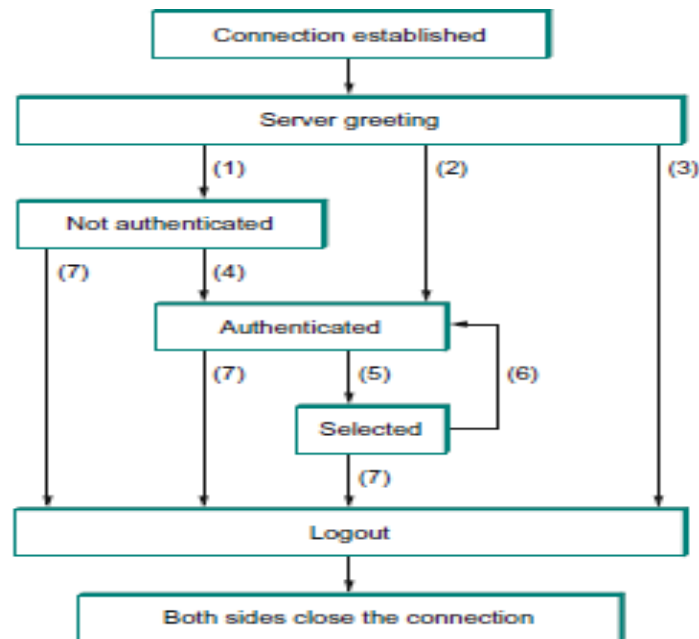 Connection established
Server greeting
(1)
(2)
(3)
Not authenticated
(7)
(4)
Authenticated
(7)
(5)
(6)
Selected
(7)
Logout
Both sides close the connection